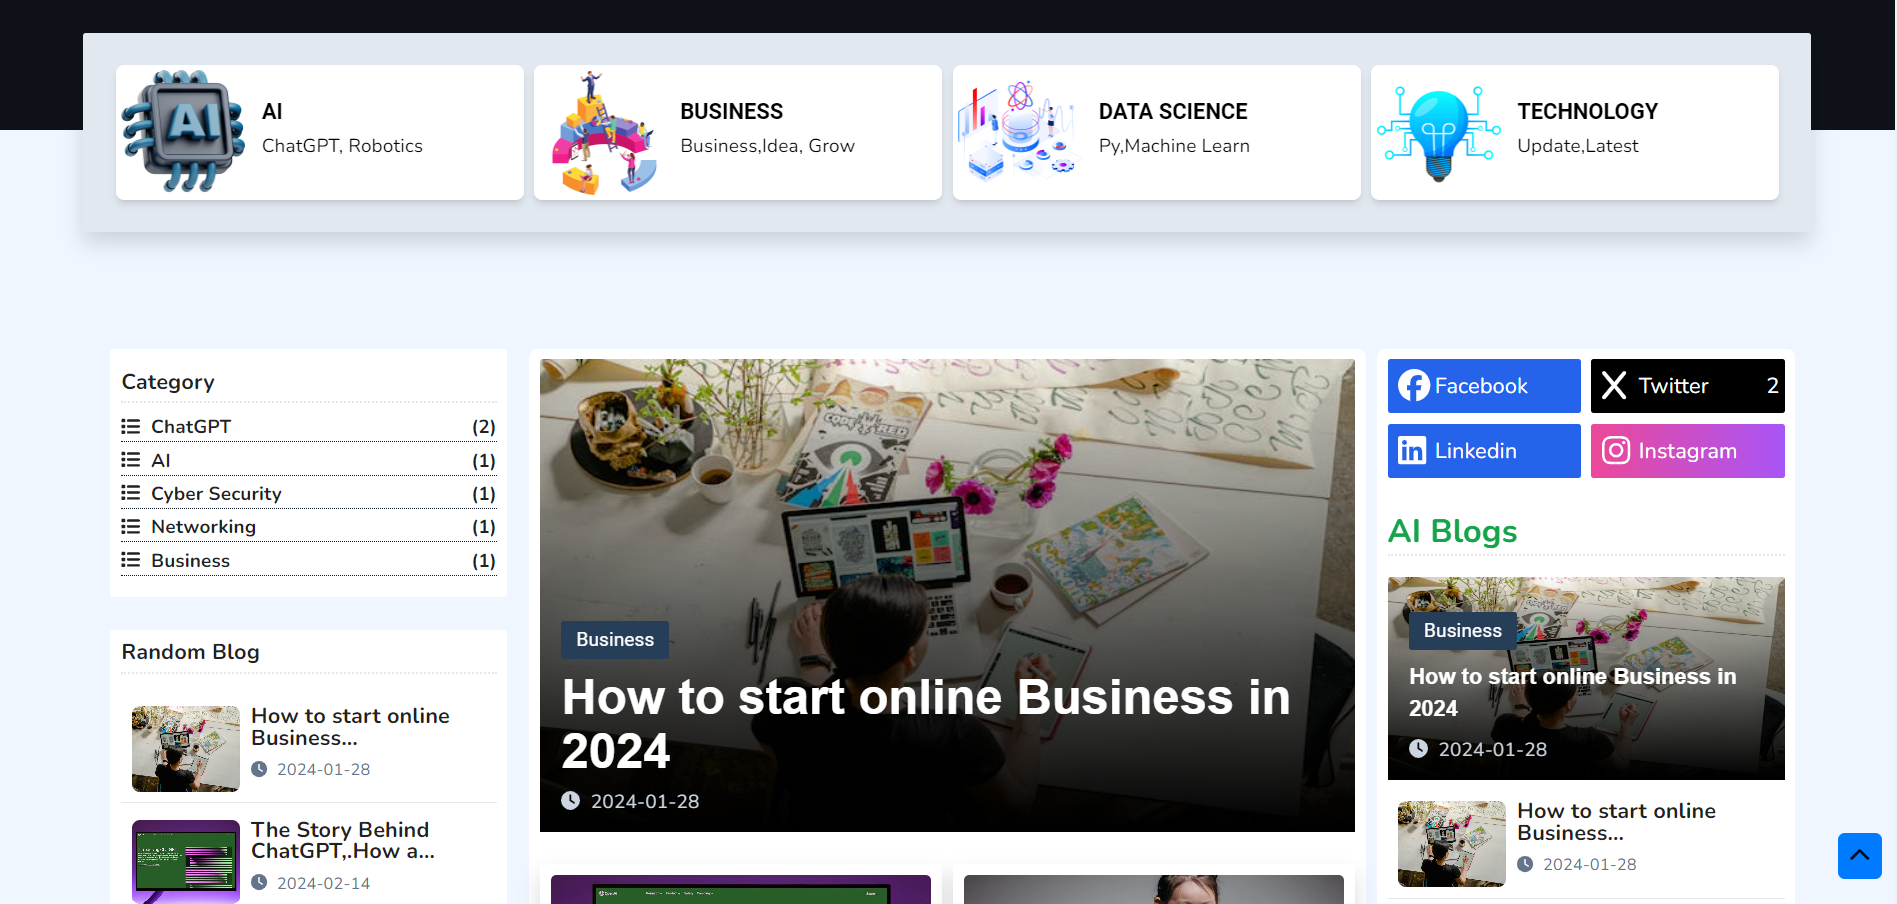 AI
AI
ChatGPT, Robotics
BUSINESS
Business,Idea, Grow
DATA SCIENCE
Py,Machine Learn
TECHNOLOGY
Update,Latest
Category
ChatGPT (2)
AI (1)
Cyber Security (1)
Networking (1)
Business (1)
Random Blog
How to start online
Business...
2024-01-28
The Story Behind
ChatGPT,.How a...
2024-02-14
Business
How to start online Business in
2024
2024-01-28
Facebook
Twitter 2
Linkedin
Instagram
AI Blogs
Business
How to start online Business in
2024
2024-01-28
How to start online
Business...
2024-01-28